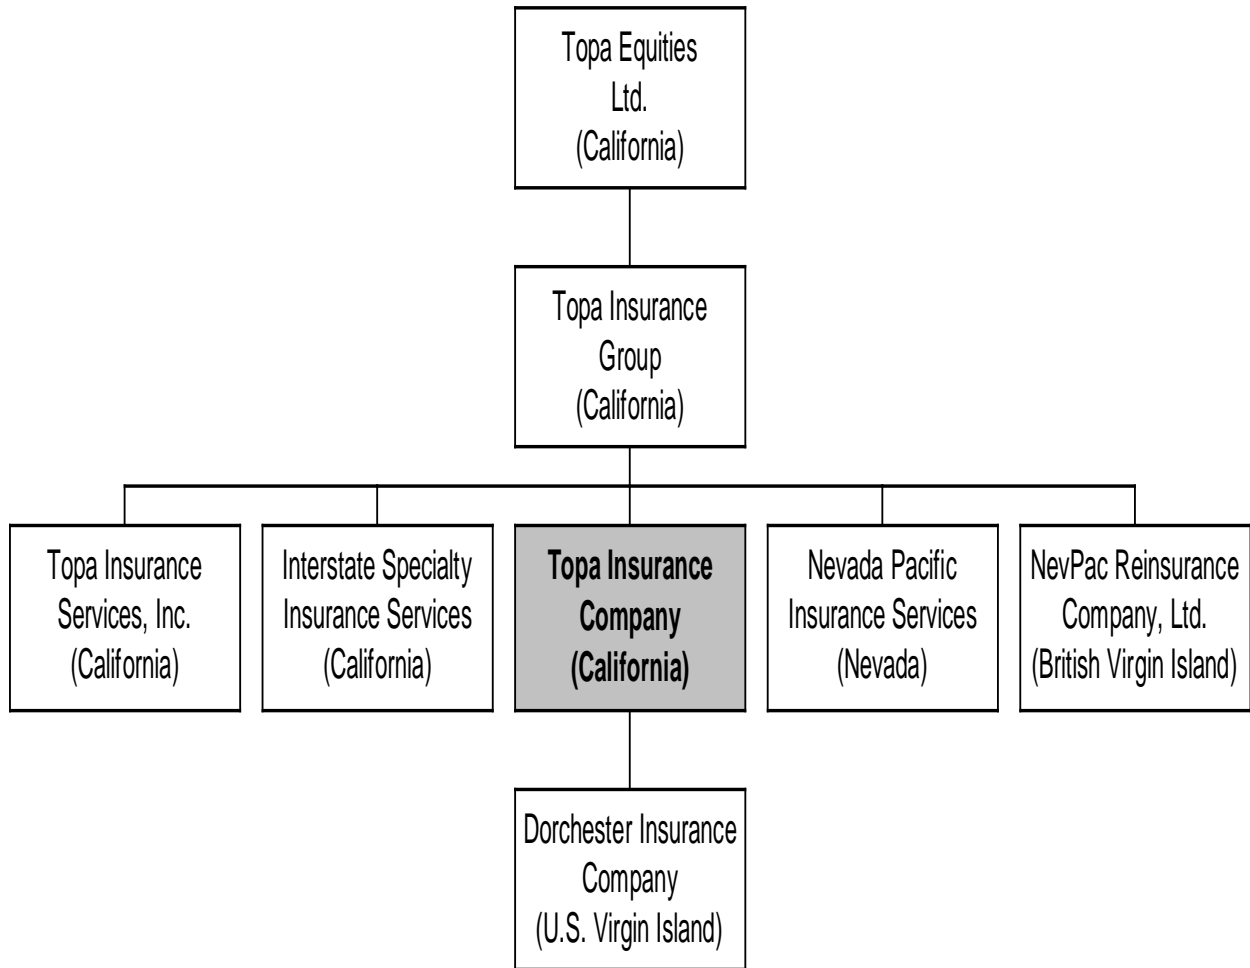 Topa Equities
Ltd.
(California)
Topa Insurance
Group
(California)
Topa Insurance
Services, Inc.
(California)
Interstate Specialty
Insurance Services
(California)
Topa Insurance
Company
(California)
Nevada Pacific
Insurance Services
(Nevada)
NevPac Reinsurance
Company, Ltd.
(British Virgin Island)
Dorchester Insurance
Company
(U.S. Virgin Island)